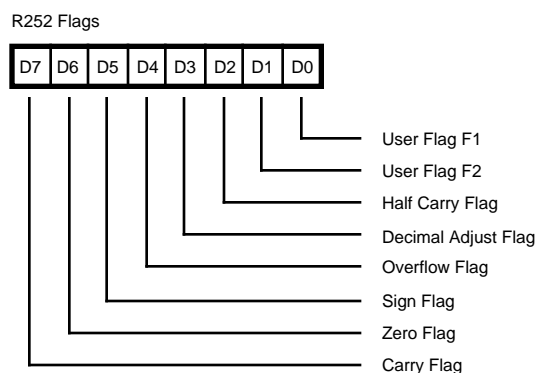 R252 Flags
D7 D6 D5 D4 D3 D2 D1 D0
User Flag F1
User Flag F2
Half Carry Flag
Decimal Adjust Flag
Overflow Flag
Sign Flag
Zero Flag
Carry Flag